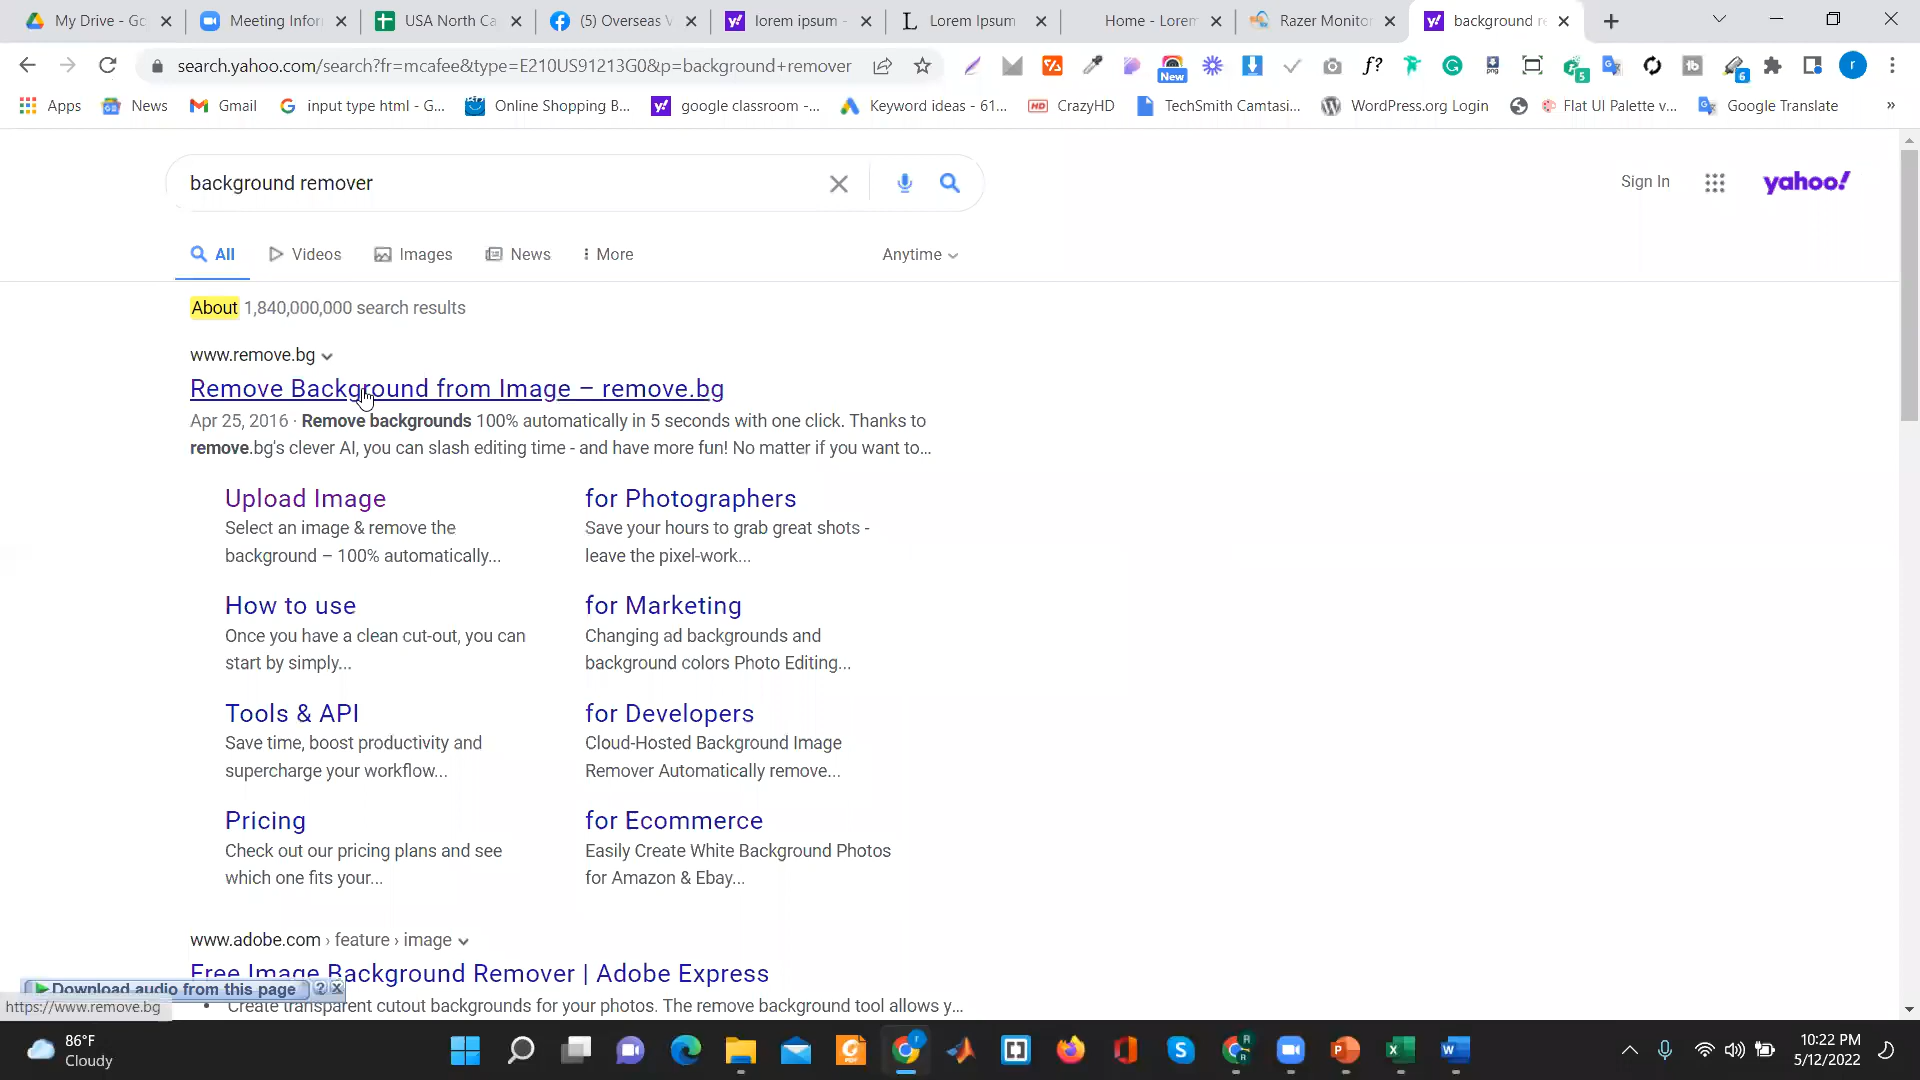 My Drive - Go
Meeting Infor
USA North Ca
(5) Overseas V
lorem ipsum -
Lorem Ipsum
Home - Lorem
Razer Monitor
background re
search.yahoo.com/search?fr=mcafee&type=E210US91213G0&p=background+remover
New
f?
5
6
r
Apps
News
Gmail
input type html - G...
Online Shopping B...
google classroom -...
Keyword ideas - 61...
CrazyHD
TechSmith Camtasi...
WordPress.org Login
Flat UI Palette v...
Google Translate
»
background remover
Sign In
yahoo!
All
Videos
Images
News
More
Anytime
About 1,840,000,000 search results
www.remove.bg
Remove Background from Image – remove.bg
Apr 25, 2016 · Remove backgrounds 100% automatically in 5 seconds with one click. Thanks to
remove.bg's clever AI, you can slash editing time - and have more fun! No matter if you want to...
Upload Image
Select an image & remove the
background – 100% automatically...
for Photographers
Save your hours to grab great shots -
leave the pixel-work...
How to use
Once you have a clean cut-out, you can
start by simply...
for Marketing
Changing ad backgrounds and
background colors Photo Editing...
Tools & API
Save time, boost productivity and
supercharge your workflow...
for Developers
Cloud-Hosted Background Image
Remover Automatically remove...
Pricing
Check out our pricing plans and see
which one fits your...
for Ecommerce
Easily Create White Background Photos
for Amazon & Ebay...
www.adobe.com › feature › image
Free Image Background Remover | Adobe Express
Download audio from this page ? x
https://www.remove.bg
Create transparent cutout backgrounds for your photos. The remove background tool allows y...
86°F
Cloudy
10:22 PM
5/12/2022